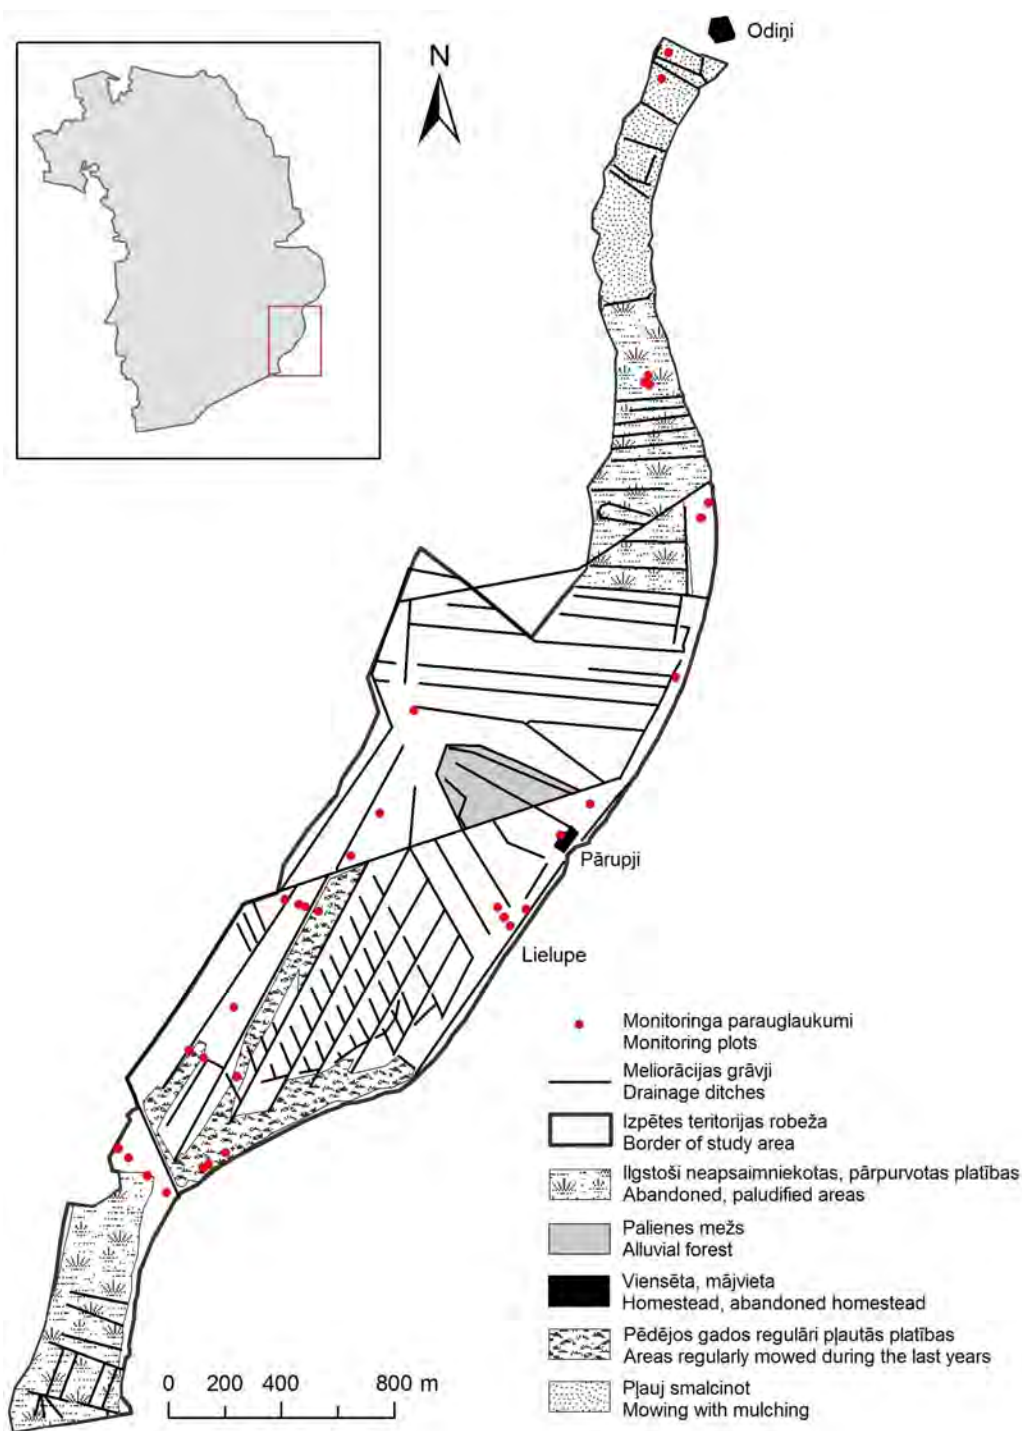 Odiņi
N
Pārupji
Lielupe
Monitoringa parauglaukumi
Monitoring plots
Meliorācijas grāvji
Drainage ditches
Izpētes teritorijas robeža
Border of study area
Ilgstoši neapsaimniekotas, pārpurvotas platības
Abandoned, paludified areas
Palienes mežs
Alluvial forest
Viensēta, mājvieta
Homestead, abandoned homestead
Pēdējos gados regulāri pļautās platības
Areas regularly mowed during the last years
Pļauj smalcinot
Mowing with mulching
0 200 400 800 m